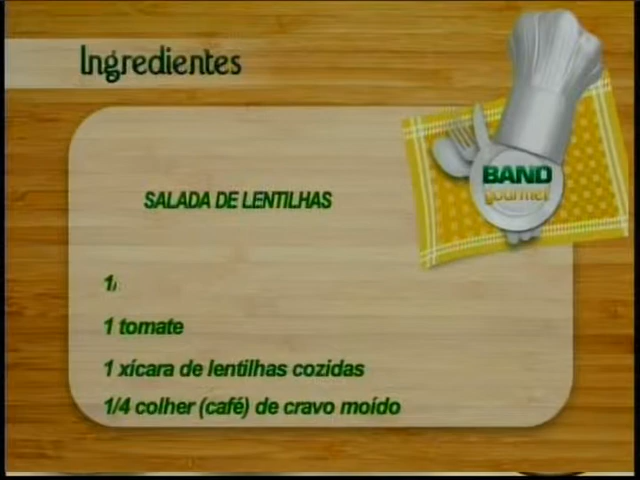 Ingredientes
BAND
gourmet
SALADA DE LENTILHAS
1/
1 tomate
1 xícara de lentilhas cozidas
1/4 colher (café) de cravo moído